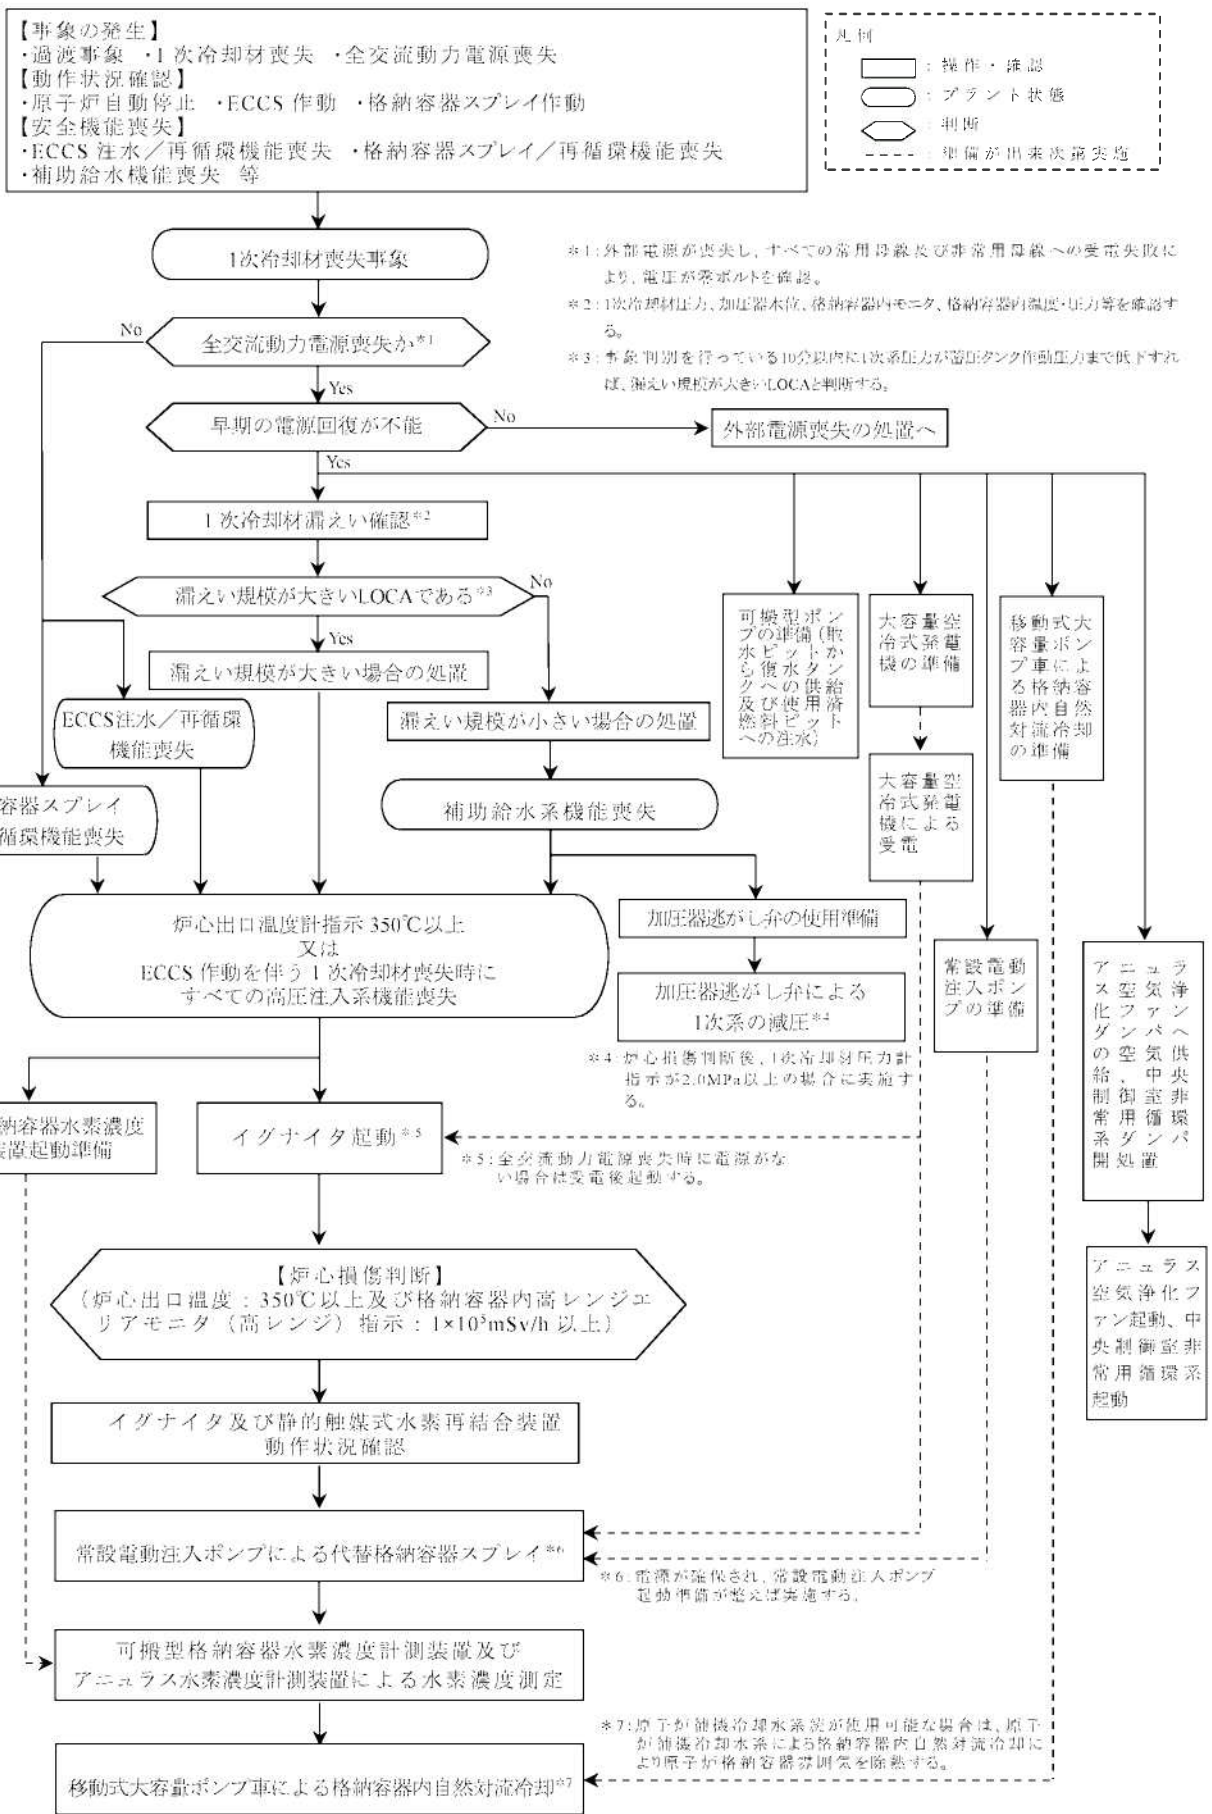 【事象の発生】
・過渡事象 ・1次冷却材喪失 ・全交流動力電源喪失
【動作状況確認】
・原子炉自動停止 ・ECCS 作動 ・格納容器スプレイ作動
【安全機能喪失】
・ECCS 注水／再循環機能喪失 ・格納容器スプレイ／再循環機能喪失
・補助給水機能喪失 等
凡例
：操作・確認
：プラント状態
：判断
：準備が出来次第実施
1次冷却材喪失事象
*1：外部電源が喪失し、すべての常用母線及び非常用母線への受電失敗に
より、電圧が零ボルトを確認。
*2：1次冷却材圧力、加圧器水位、格納容器内モニタ、格納容器内温度・圧力等を確認す
る。
*3：事象判別を行っている10分以内に1次系圧力が蓄圧タンク作動圧力まで低下すれ
ば、漏えい規模が大きいLOCAと判断する。
No
全交流動力電源喪失か*1
Yes
早期の電源回復が不能
No
外部電源喪失の処置へ
Yes
1次冷却材漏えい確認*2
漏えい規模が大きいLOCAである*3
No
Yes
漏えい規模が大きい場合の処置
漏えい規模が小さい場合の処置
ECCS注水／再循環
機能喪失
容器スプレイ
循環機能喪失
補助給水系機能喪失
可搬型ポン
プの準備（取
水ピットか
ら復水タン
クへの供給
及び使用済
燃料ピット
への注水）
大容量空
冷式発電
機の準備
大容量空
冷式発電
機による
受電
移動式大
容量ポン
プ車によ
る格納容
器内自然
対流冷却
の準備
炉心出口温度計指示 350℃以上
又は
ECCS 作動を伴う1次冷却材喪失時に
すべての高圧注入系機能喪失
加圧器逃がし弁の使用準備
加圧器逃がし弁による
1次系の減圧*4
*4：炉心損傷判断後、1次冷却材圧力計
指示が2.0MPa以上の場合に実施す
る。
常設電動
注入ポン
プの準備
アニュラ
ス空気浄
化ファン
ダンパへ
の空気供
給、中央
制御室非
常用循環
系ダンパ
開処置
アニュラス
空気浄化フ
ァン起動、中
央制御室非
常用循環系
起動
納容器水素濃度
装置起動準備
イグナイタ起動*5
*5：全交流動力電源喪失時に電源がな
い場合は受電後起動する。
【炉心損傷判断】
（炉心出口温度：350℃以上及び格納容器内高レンジエ
リアモニタ（高レンジ）指示：1×10⁵mSv/h 以上）
イグナイタ及び静的触媒式水素再結合装置
動作状況確認
常設電動注入ポンプによる代替格納容器スプレイ*6
*6：電源が確保され、常設電動注入ポンプ
起動準備が整えば実施する。
可搬型格納容器水素濃度計測装置及び
アニュラス水素濃度計測装置による水素濃度測定
*7：原子炉補機冷却水系統が使用可能な場合は、原子
炉補機冷却水系による格納容器内自然対流冷却に
より原子炉格納容器雰囲気を除熱する。
移動式大容量ポンプ車による格納容器内自然対流冷却*7